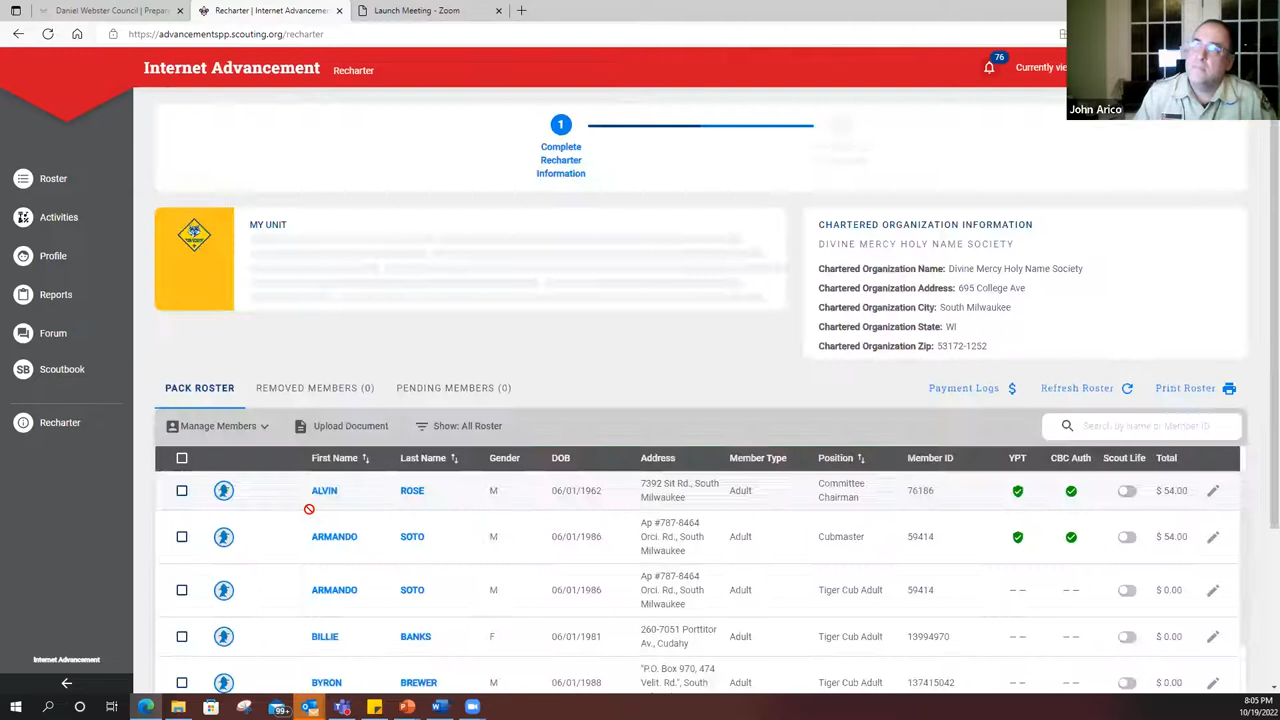 Daniel Webster Council | Prepar
Recharter | Internet Advancemen
Launch Meeting - Zoom
https://advancementspp.scouting.org/recharter
Internet Advancement
Recharter
76
Currently vie
John Arico
1
Complete
Recharter
Information
Roster
Activities
Profile
Reports
Forum
SB Scoutbook
Recharter
Internet Advancement
MY UNIT
CHARTERED ORGANIZATION INFORMATION
DIVINE MERCY HOLY NAME SOCIETY
Chartered Organization Name: Divine Mercy Holy Name Society
Chartered Organization Address: 695 College Ave
Chartered Organization City: South Milwaukee
Chartered Organization State: WI
Chartered Organization Zip: 53172-1252
PACK ROSTER REMOVED MEMBERS (0) PENDING MEMBERS (0)
Payment Logs $ Refresh Roster Print Roster
Manage Members Upload Document Show: All Roster
Search by Name or Member ID
First Name Last Name Gender DOB Address Member Type Position Member ID YPT CBC Auth Scout Life Total
ALVIN ROSE M 06/01/1962 7392 Sit Rd., South Milwaukee Adult Committee Chairman 76186 $ 54.00
ARMANDO SOTO M 06/01/1986 Ap #787-8464 Orci. Rd., South Milwaukee Adult Cubmaster 59414 $ 54.00
ARMANDO SOTO M 06/01/1986 Ap #787-8464 Orci. Rd., South Milwaukee Adult Tiger Cub Adult 59414 – – – – $ 0.00
BILLIE BANKS F 06/01/1981 260-7051 Porttitor Av., Cudahy Adult Tiger Cub Adult 13994970 – – – – $ 0.00
BYRON BREWER M 06/01/1988 "P.O. Box 970, 474 Velit. Rd.", South Adult Tiger Cub Adult 137415042 – – – – $ 0.00
99+
8:05 PM
10/19/2022